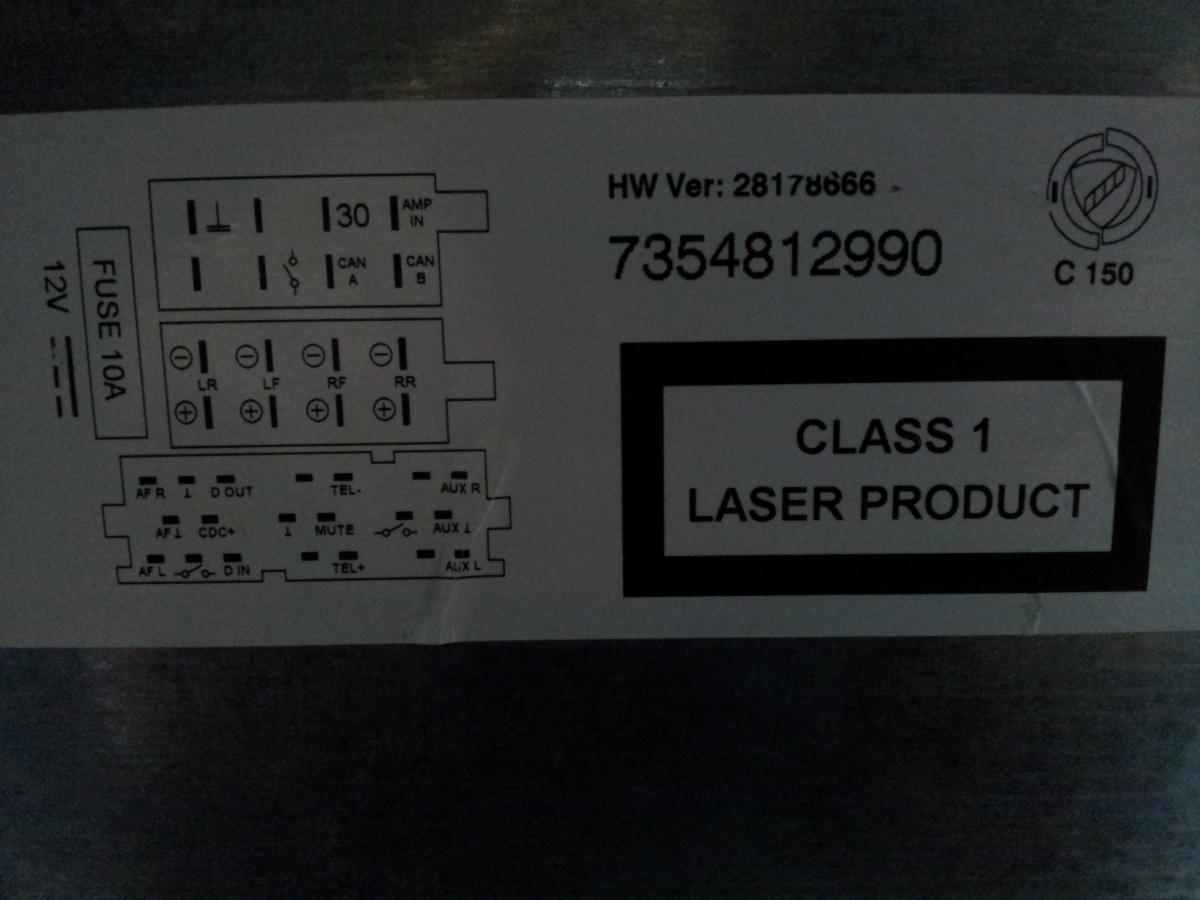 HW Ver: 28178666
7354812990
C 150
CLASS 1
LASER PRODUCT
12V
FUSE 10A
30 AMP IN
CAN A CAN B
LR LF RF RR
AF R ⊥ D OUT TEL- AUX R
AF⊥ CDC+ ⊥ MUTE AUX⊥
AF L D IN TEL+ AUX L